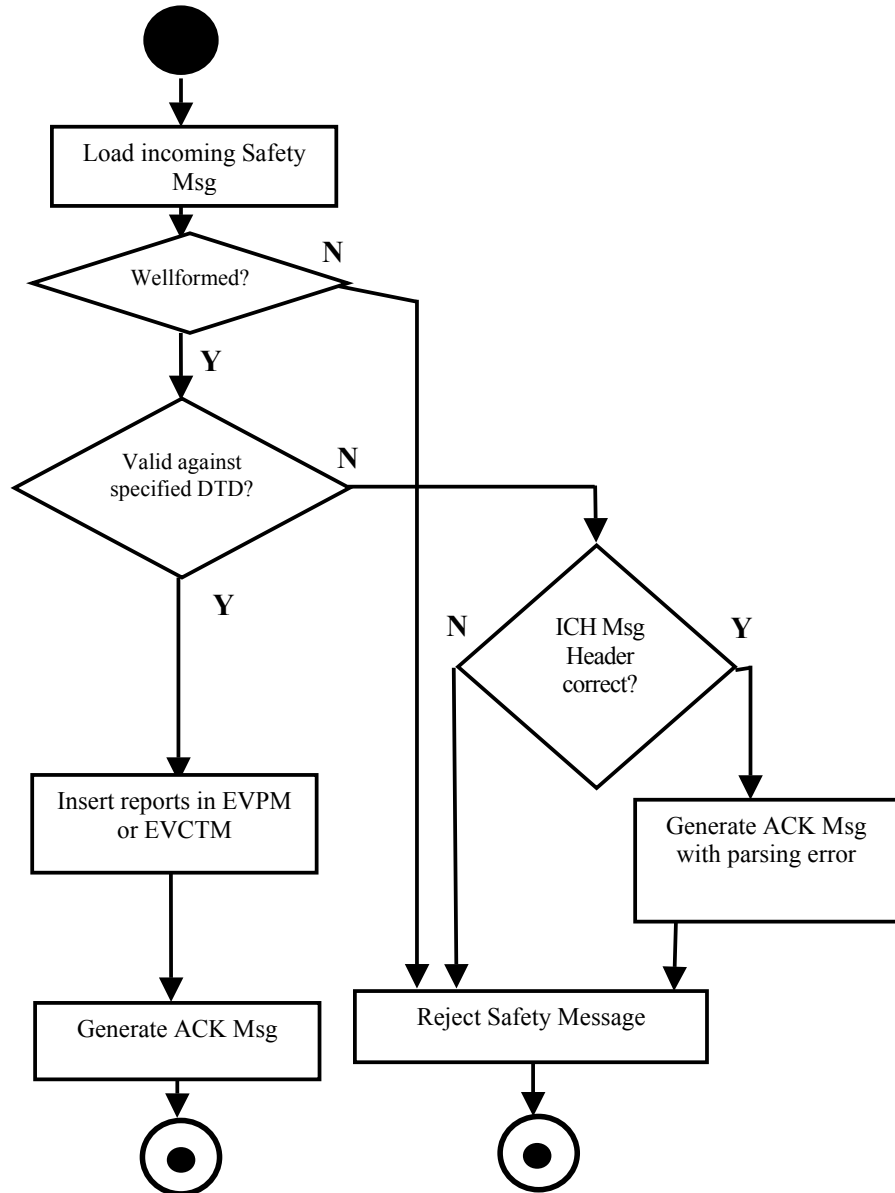 Load incoming Safety
Msg
N
Wellformed?
Y
Valid against
specified DTD?
N
Y
N
ICH Msg
Header
correct?
Y
Insert reports in EVPM
or EVCTM
Generate ACK Msg
with parsing error
Generate ACK Msg
Reject Safety Message